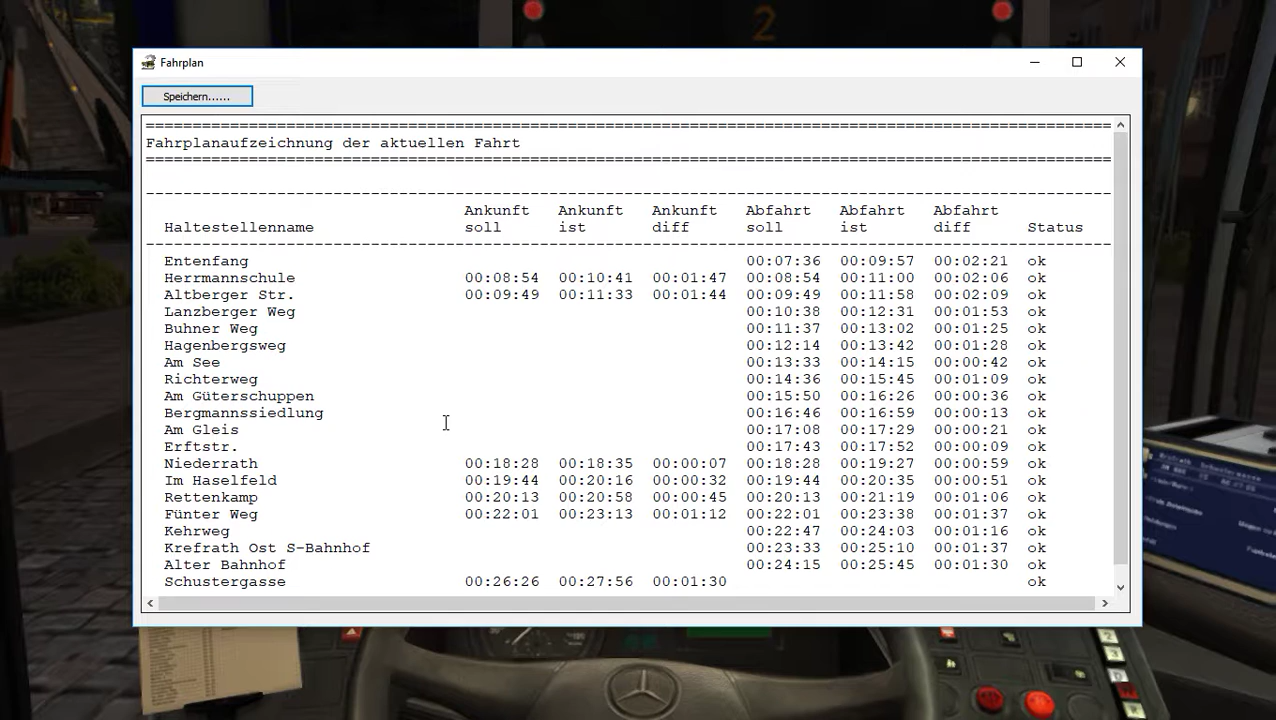 2
Fahrplan
Speichern......
================================================================================================
Fahrplanaufzeichnung der aktuellen Fahrt
================================================================================================
Ankunft Ankunft Ankunft Abfahrt Abfahrt Abfahrt
Haltestellenname soll ist diff soll ist diff Status
Entenfang 00:07:36 00:09:57 00:02:21 ok
Herrmannschule 00:08:54 00:10:41 00:01:47 00:08:54 00:11:00 00:02:06 ok
Altberger Str. 00:09:49 00:11:33 00:01:44 00:09:49 00:11:58 00:02:09 ok
Lanzberger Weg 00:10:38 00:12:31 00:01:53 ok
Buhner Weg 00:11:37 00:13:02 00:01:25 ok
Hagenbergsweg 00:12:14 00:13:42 00:01:28 ok
Am See 00:13:33 00:14:15 00:00:42 ok
Richterweg 00:14:36 00:15:45 00:01:09 ok
Am Güterschuppen 00:15:50 00:16:26 00:00:36 ok
Bergmannssiedlung 00:16:46 00:16:59 00:00:13 ok
Am Gleis 00:17:08 00:17:29 00:00:21 ok
Erftstr. 00:17:43 00:17:52 00:00:09 ok
Niederrath 00:18:28 00:18:35 00:00:07 00:18:28 00:19:27 00:00:59 ok
Im Haselfeld 00:19:44 00:20:16 00:00:32 00:19:44 00:20:35 00:00:51 ok
Rettenkamp 00:20:13 00:20:58 00:00:45 00:20:13 00:21:19 00:01:06 ok
Fünter Weg 00:22:01 00:23:13 00:01:12 00:22:01 00:23:38 00:01:37 ok
Kehrweg 00:22:47 00:24:03 00:01:16 ok
Krefrath Ost S-Bahnhof 00:23:33 00:25:10 00:01:37 ok
Alter Bahnhof 00:24:15 00:25:45 00:01:30 ok
Schustergasse 00:26:26 00:27:56 00:01:30 ok
2
3
D
N
R